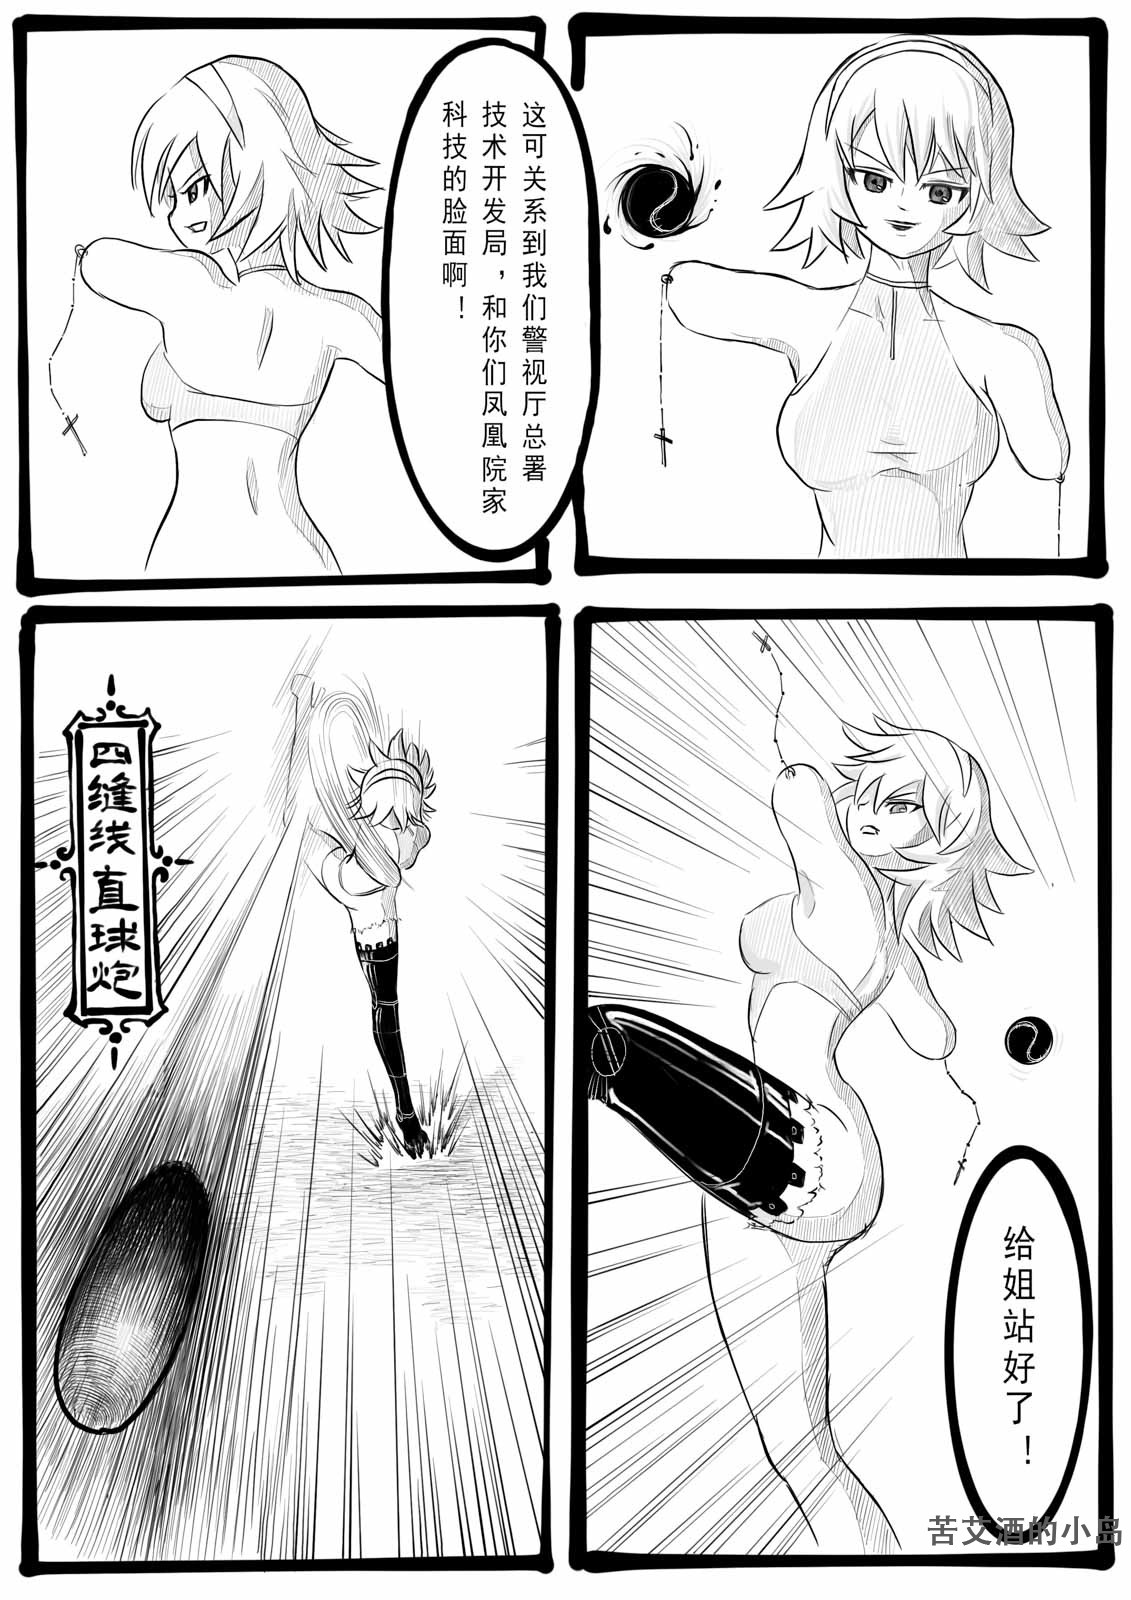 这可关系到我们警视厅总署
技术开发局，和你们凤凰院家
科技的脸面啊！
给姐站好了！
四缝线直球炮
苦艾酒的小岛